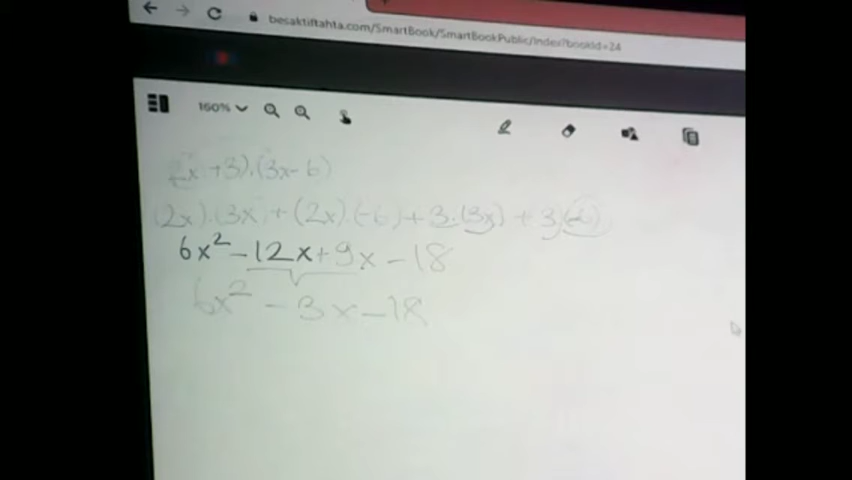 besaktiftahta.com/SmartBook/SmartBookPublic/Index?bookId=24
160%
(2x+3).(3x-6)
(2x).(3x+(2x).(-6)+3.(3x)+3.(-6)
6x²-12x+9x-18
6x²-3x-18